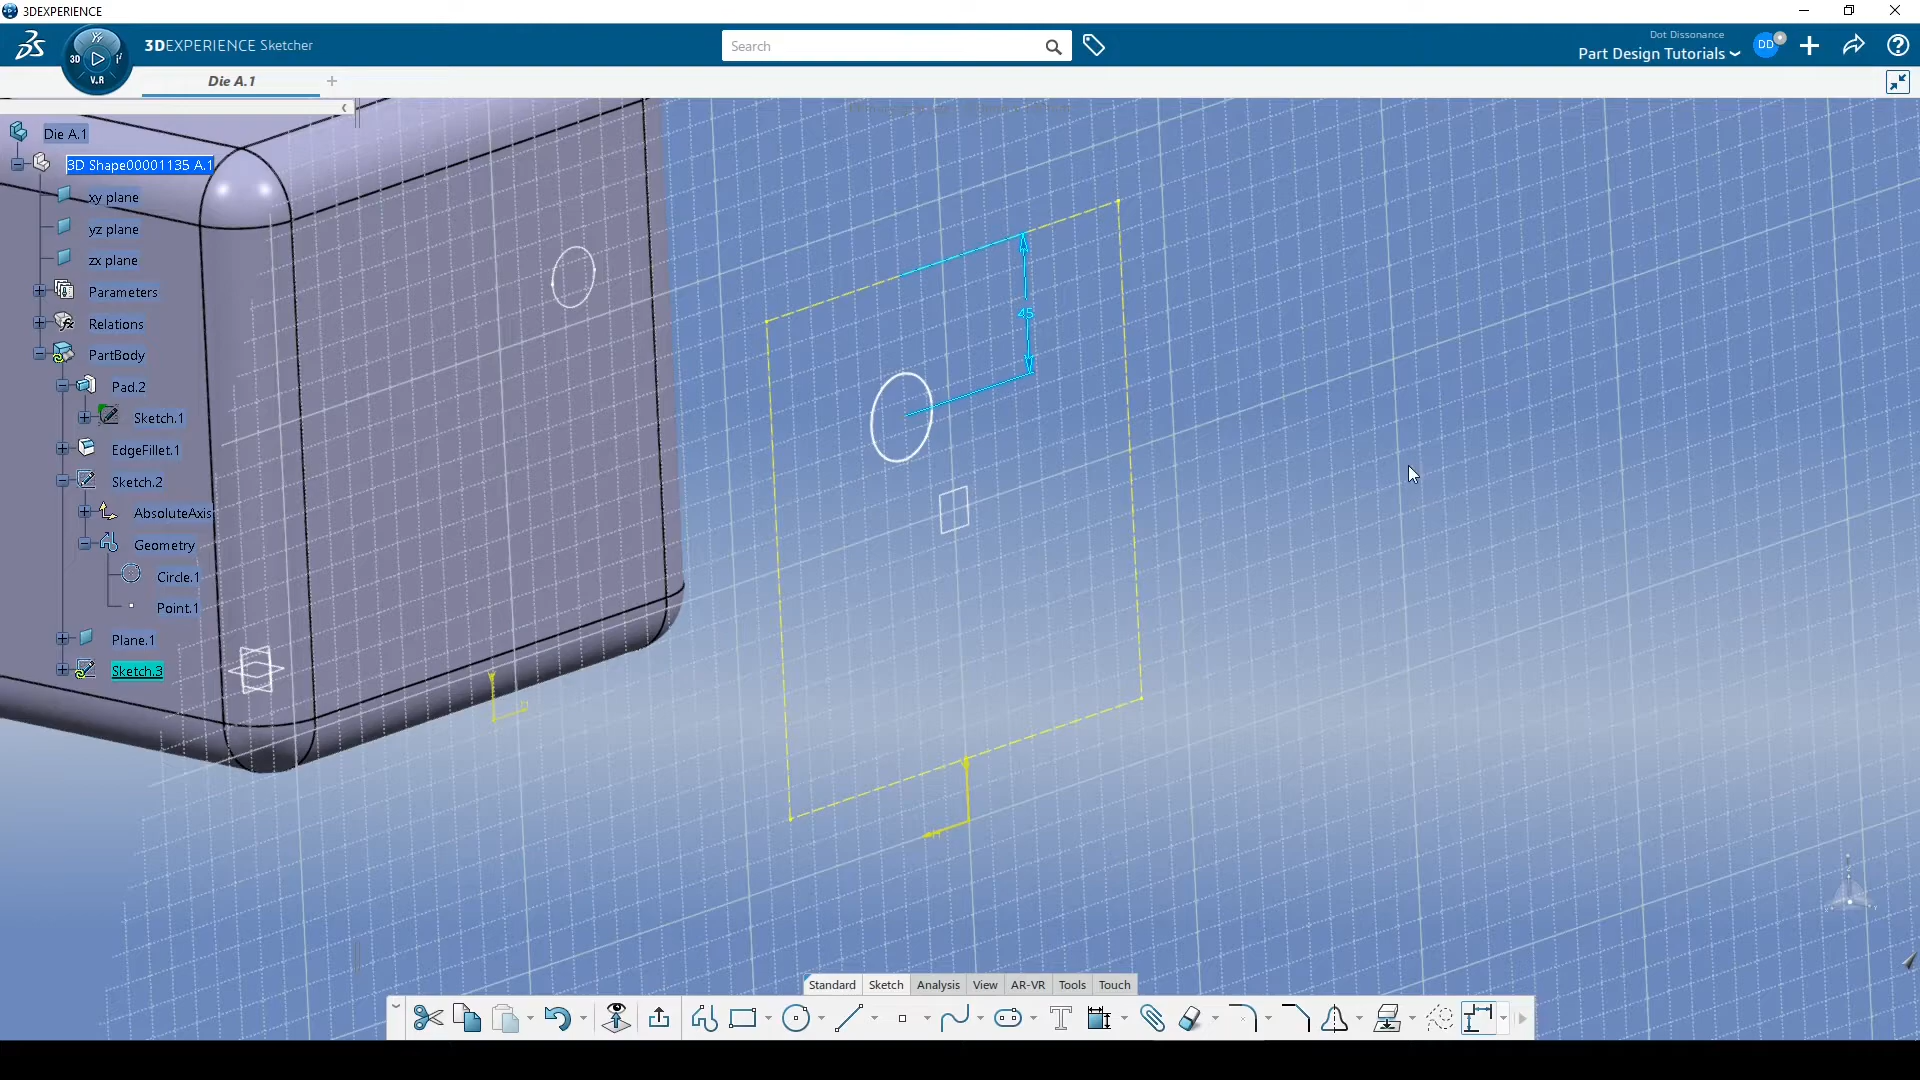 3DEXPERIENCE
3DEXPERIENCE Sketcher
3D
V.R
Search
Dot Dissonance
Part Design Tutorials
DD
Die A.1
Die A.1
3D Shape00001135 A.1
xy plane
yz plane
zx plane
Parameters
Relations
PartBody
Pad.2
Sketch.1
EdgeFillet.1
Sketch.2
AbsoluteAxis
Geometry
Circle.1
Point.1
Plane.1
Sketch.3
45
Standard
Sketch
Analysis
View
AR-VR
Tools
Touch